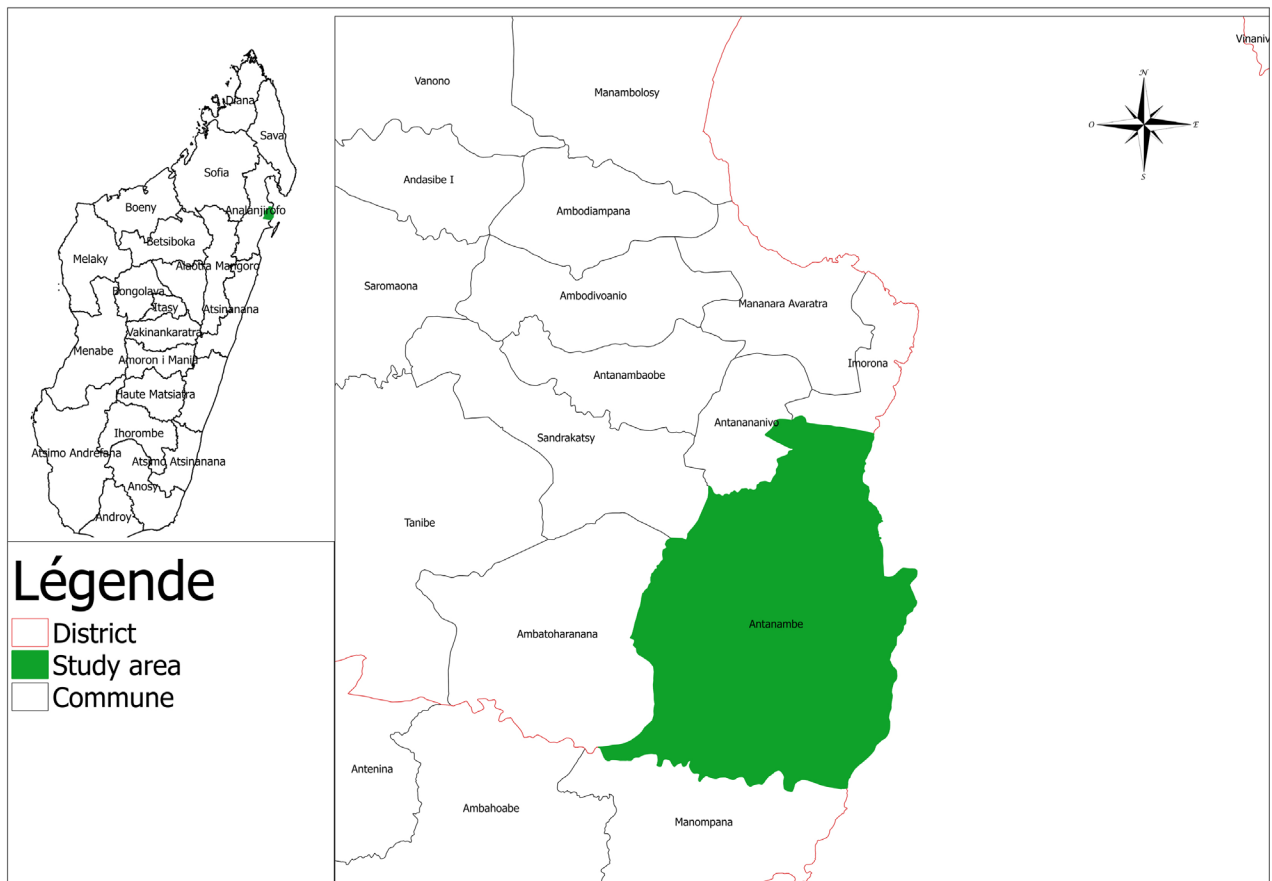 Diana
Sava
Sofia
Analanjirofo
Boeny
Betsiboka
Melaky
Alaotra Mangoro
Bongolava
Itasy
Atsinanana
Vakinankaratra
Menabe
Amoron i Mania
Haute Matsiatra
Ihorombe
Atsimo Andrefana
Atsimo Atsinanana
Anosy
Androy
Légende
District
Study area
Commune
Vinaniv
Vanono
Manambolosy
N
O
E
S
Andasibe I
Ambodiampana
Saromaona
Ambodivoanio
Mananara Avaratra
Imorona
Antanambaobe
Antanananivo
Sandrakatsy
Tanibe
Ambatoharanana
Antanambe
Antenina
Ambahoabe
Manompana